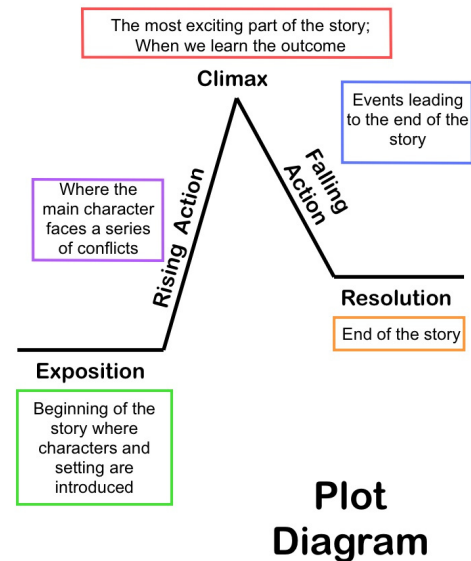 The most exciting part of the story;
When we learn the outcome
Climax
Events leading
to the end of the
story
Falling
Action
Where the
main character
faces a series
of conflicts
Rising Action
Resolution
End of the story
Exposition
Beginning of the
story where
characters and
setting are
introduced
Plot
Diagram